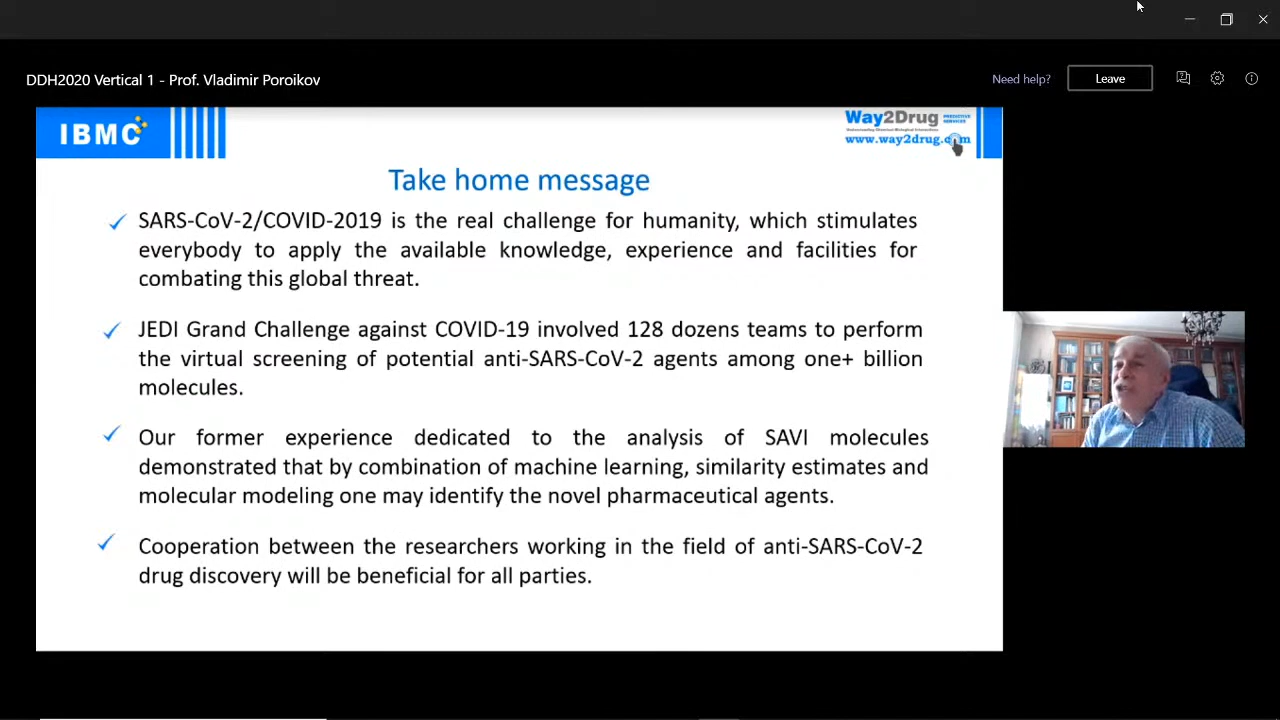 DDH2020 Vertical 1 - Prof. Vladimir Poroikov
Need help?
Leave
IBMC
Way2Drug PREDICTIVE SERVICES
www.way2drug.com
Take home message
SARS-CoV-2/COVID-2019 is the real challenge for humanity, which stimulates
everybody to apply the available knowledge, experience and facilities for
combating this global threat.
JEDI Grand Challenge against COVID-19 involved 128 dozens teams to perform
the virtual screening of potential anti-SARS-CoV-2 agents among one+ billion
molecules.
Our former experience dedicated to the analysis of SAVI molecules
demonstrated that by combination of machine learning, similarity estimates and
molecular modeling one may identify the novel pharmaceutical agents.
Cooperation between the researchers working in the field of anti-SARS-CoV-2
drug discovery will be beneficial for all parties.